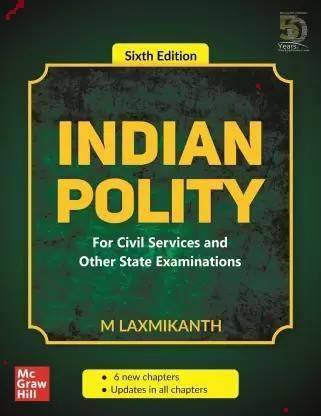 50
Years
Sixth Edition
INDIAN
POLITY
For Civil Services and
Other State Examinations
M LAXMIKANTH
Mc
Graw
Hill
• 6 new chapters
• Updates in all chapters